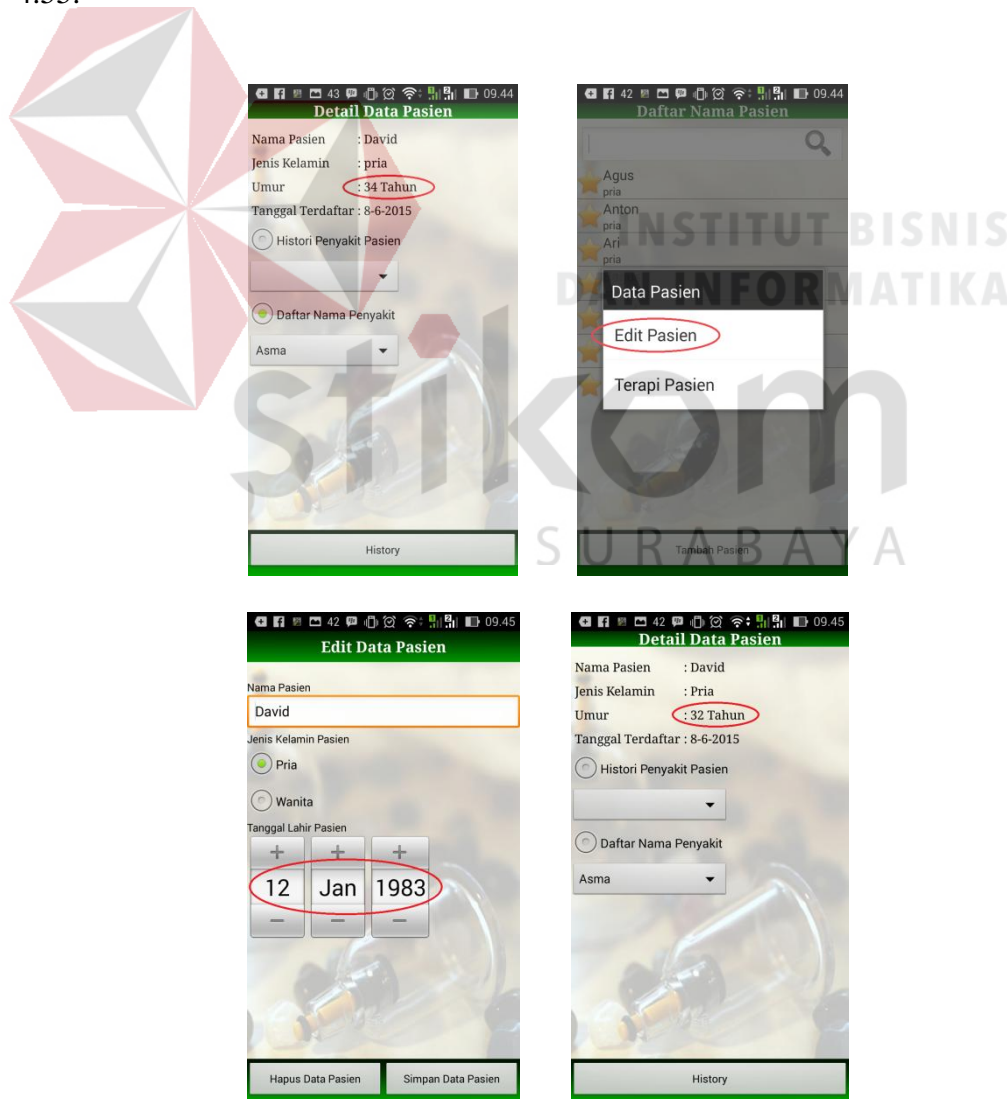 43 09.44
Detail Data Pasien
Nama Pasien : David
Jenis Kelamin : pria
Umur : 34 Tahun
Tanggal Terdaftar : 8-6-2015
Histori Penyakit Pasien
Daftar Nama Penyakit
Asma
History
42 09.44
Daftar Nama Pasien
Agus
pria
Anton
pria
Ari
pria
Data Pasien
Edit Pasien
Terapi Pasien
Tambah Pasien
INSTITUT BISNIS
DAN INFORMATIKA
stikom
SURABAYA
42 09.45
Edit Data Pasien
Nama Pasien
David
Jenis Kelamin Pasien
Pria
Wanita
Tanggal Lahir Pasien
12 Jan 1983
Hapus Data Pasien Simpan Data Pasien
42 09.45
Detail Data Pasien
Nama Pasien : David
Jenis Kelamin : Pria
Umur : 32 Tahun
Tanggal Terdaftar : 8-6-2015
Histori Penyakit Pasien
Daftar Nama Penyakit
Asma
History